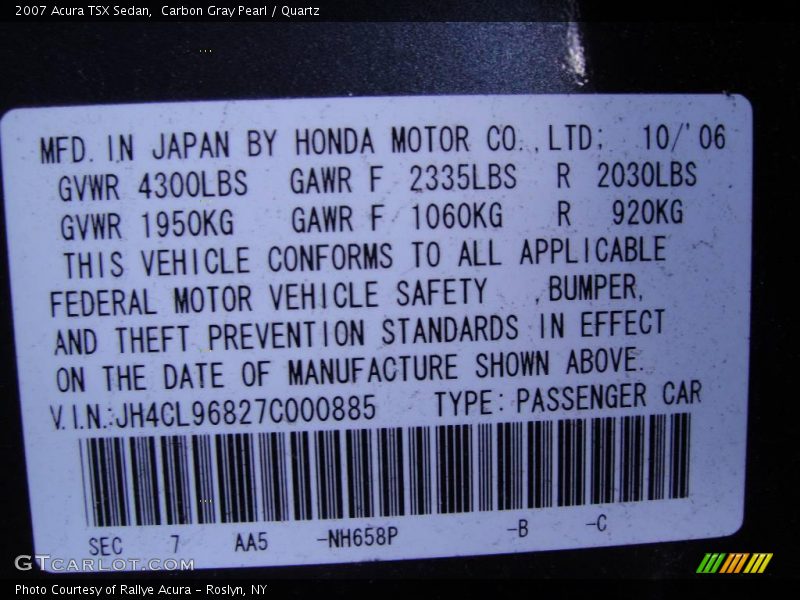 2007 Acura TSX Sedan,  Carbon Gray Pearl / Quartz
MFD. IN JAPAN BY HONDA MOTOR CO.,LTD; 10/'06
GVWR 4300LBS GAWR F 2335LBS R 2030LBS
GVWR 1950KG GAWR F 1060KG R 920KG
THIS VEHICLE CONFORMS TO ALL APPLICABLE
FEDERAL MOTOR VEHICLE SAFETY ,BUMPER,
AND THEFT PREVENTION STANDARDS IN EFFECT
ON THE DATE OF MANUFACTURE SHOWN ABOVE.
V.I.N.:JH4CL96827C000885 TYPE:PASSENGER CAR
SEC 7 AA5 -NH658P -B -C
GTCARLOT.COM
Photo Courtesy of Rallye Acura - Roslyn, NY